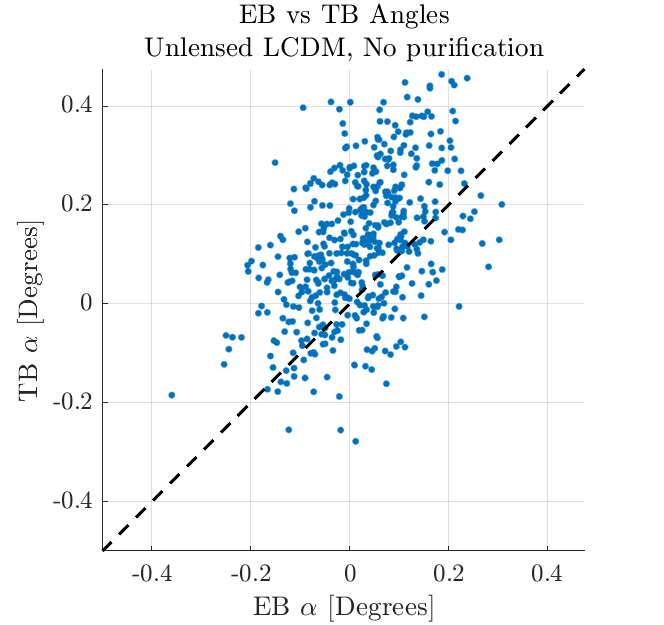 EB vs TB Angles
Unlensed LCDM, No purification
0.4
0.2
0
-0.2
-0.4
TB α [Degrees]
-0.4 -0.2 0 0.2 0.4
EB α [Degrees]